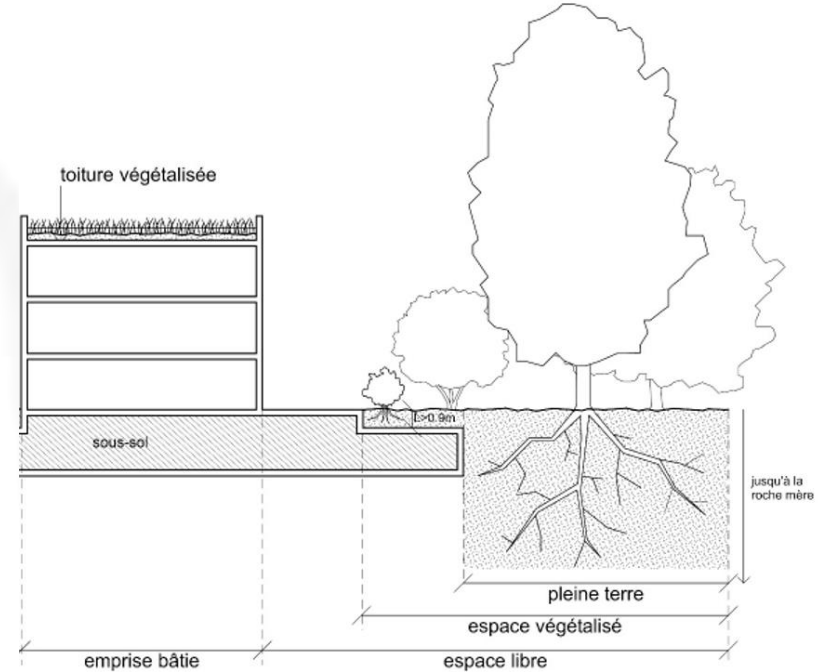 toiture végétalisée
>0.9m
sous-sol
jusqu'à la
roche mère
pleine terre
espace végétalisé
emprise bâtie
espace libre